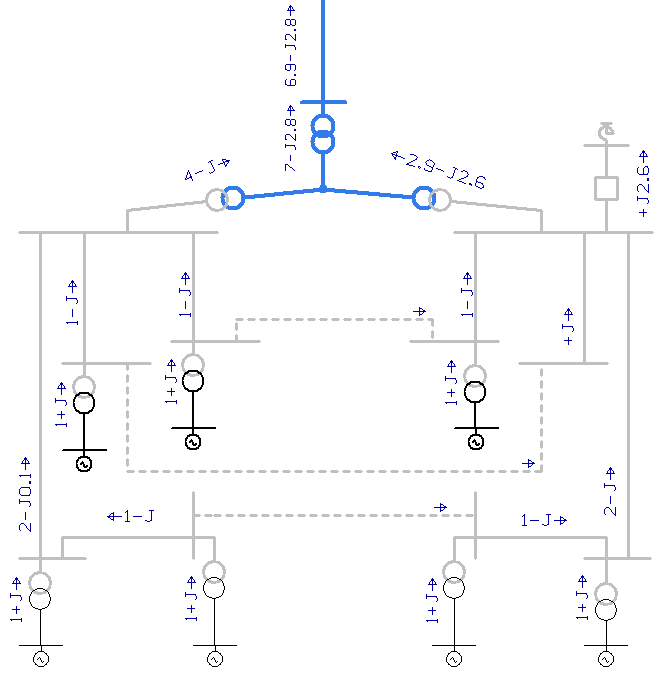 6.9-J2.8→
7-J2.8→
4-J→
←2.9-J2.6
+J2.6→
1-J→
1-J→
1-J→
+J→
→
1+J→
1+J→
1+J→
→
2-J0.1→
2-J→
←1-J
→
1-J→
1+J→
1+J→
1+J→
1+J→